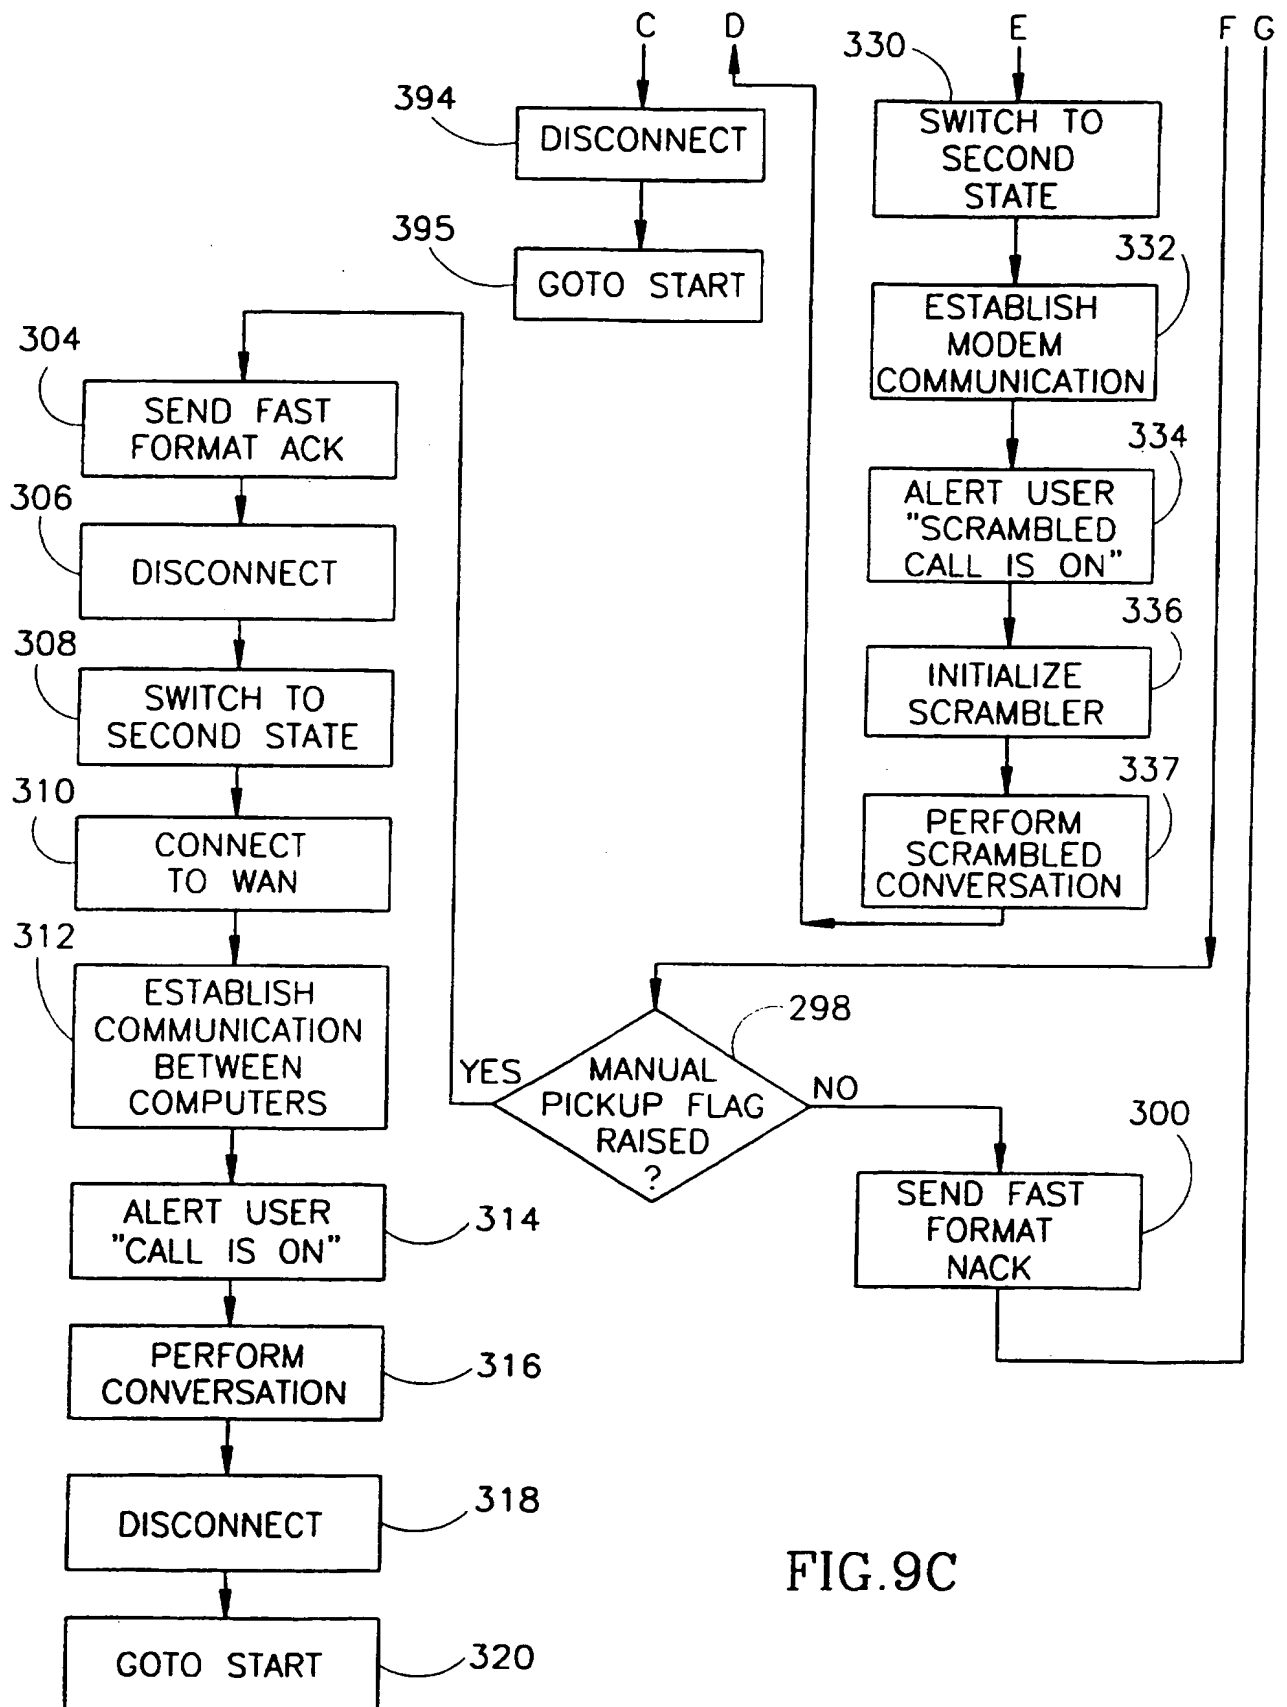 C
D
E
F G
394
DISCONNECT
395
GOTO START
330
SWITCH TO
SECOND
STATE
332
ESTABLISH
MODEM
COMMUNICATION
334
ALERT USER
"SCRAMBLED
CALL IS ON"
336
INITIALIZE
SCRAMBLER
337
PERFORM
SCRAMBLED
CONVERSATION
304
SEND FAST
FORMAT ACK
306
DISCONNECT
308
SWITCH TO
SECOND STATE
310
CONNECT
TO WAN
312
ESTABLISH
COMMUNICATION
BETWEEN
COMPUTERS
314
ALERT USER
"CALL IS ON"
316
PERFORM
CONVERSATION
318
DISCONNECT
320
GOTO START
298
MANUAL
PICKUP FLAG
RAISED
?
YES
NO
300
SEND FAST
FORMAT
NACK
FIG.9C